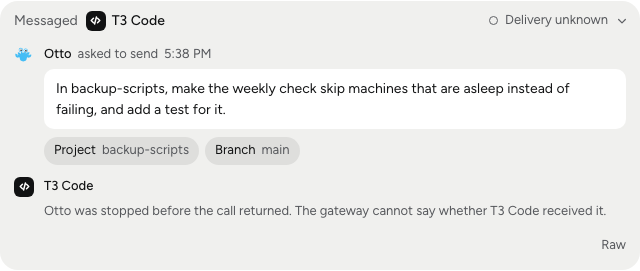 Messaged T3 Code Delivery unknown
Otto asked to send 5:38 PM
In backup-scripts, make the weekly check skip machines that are asleep instead of
failing, and add a test for it.
Project backup-scripts Branch main
T3 Code
Otto was stopped before the call returned. The gateway cannot say whether T3 Code received it.
Raw